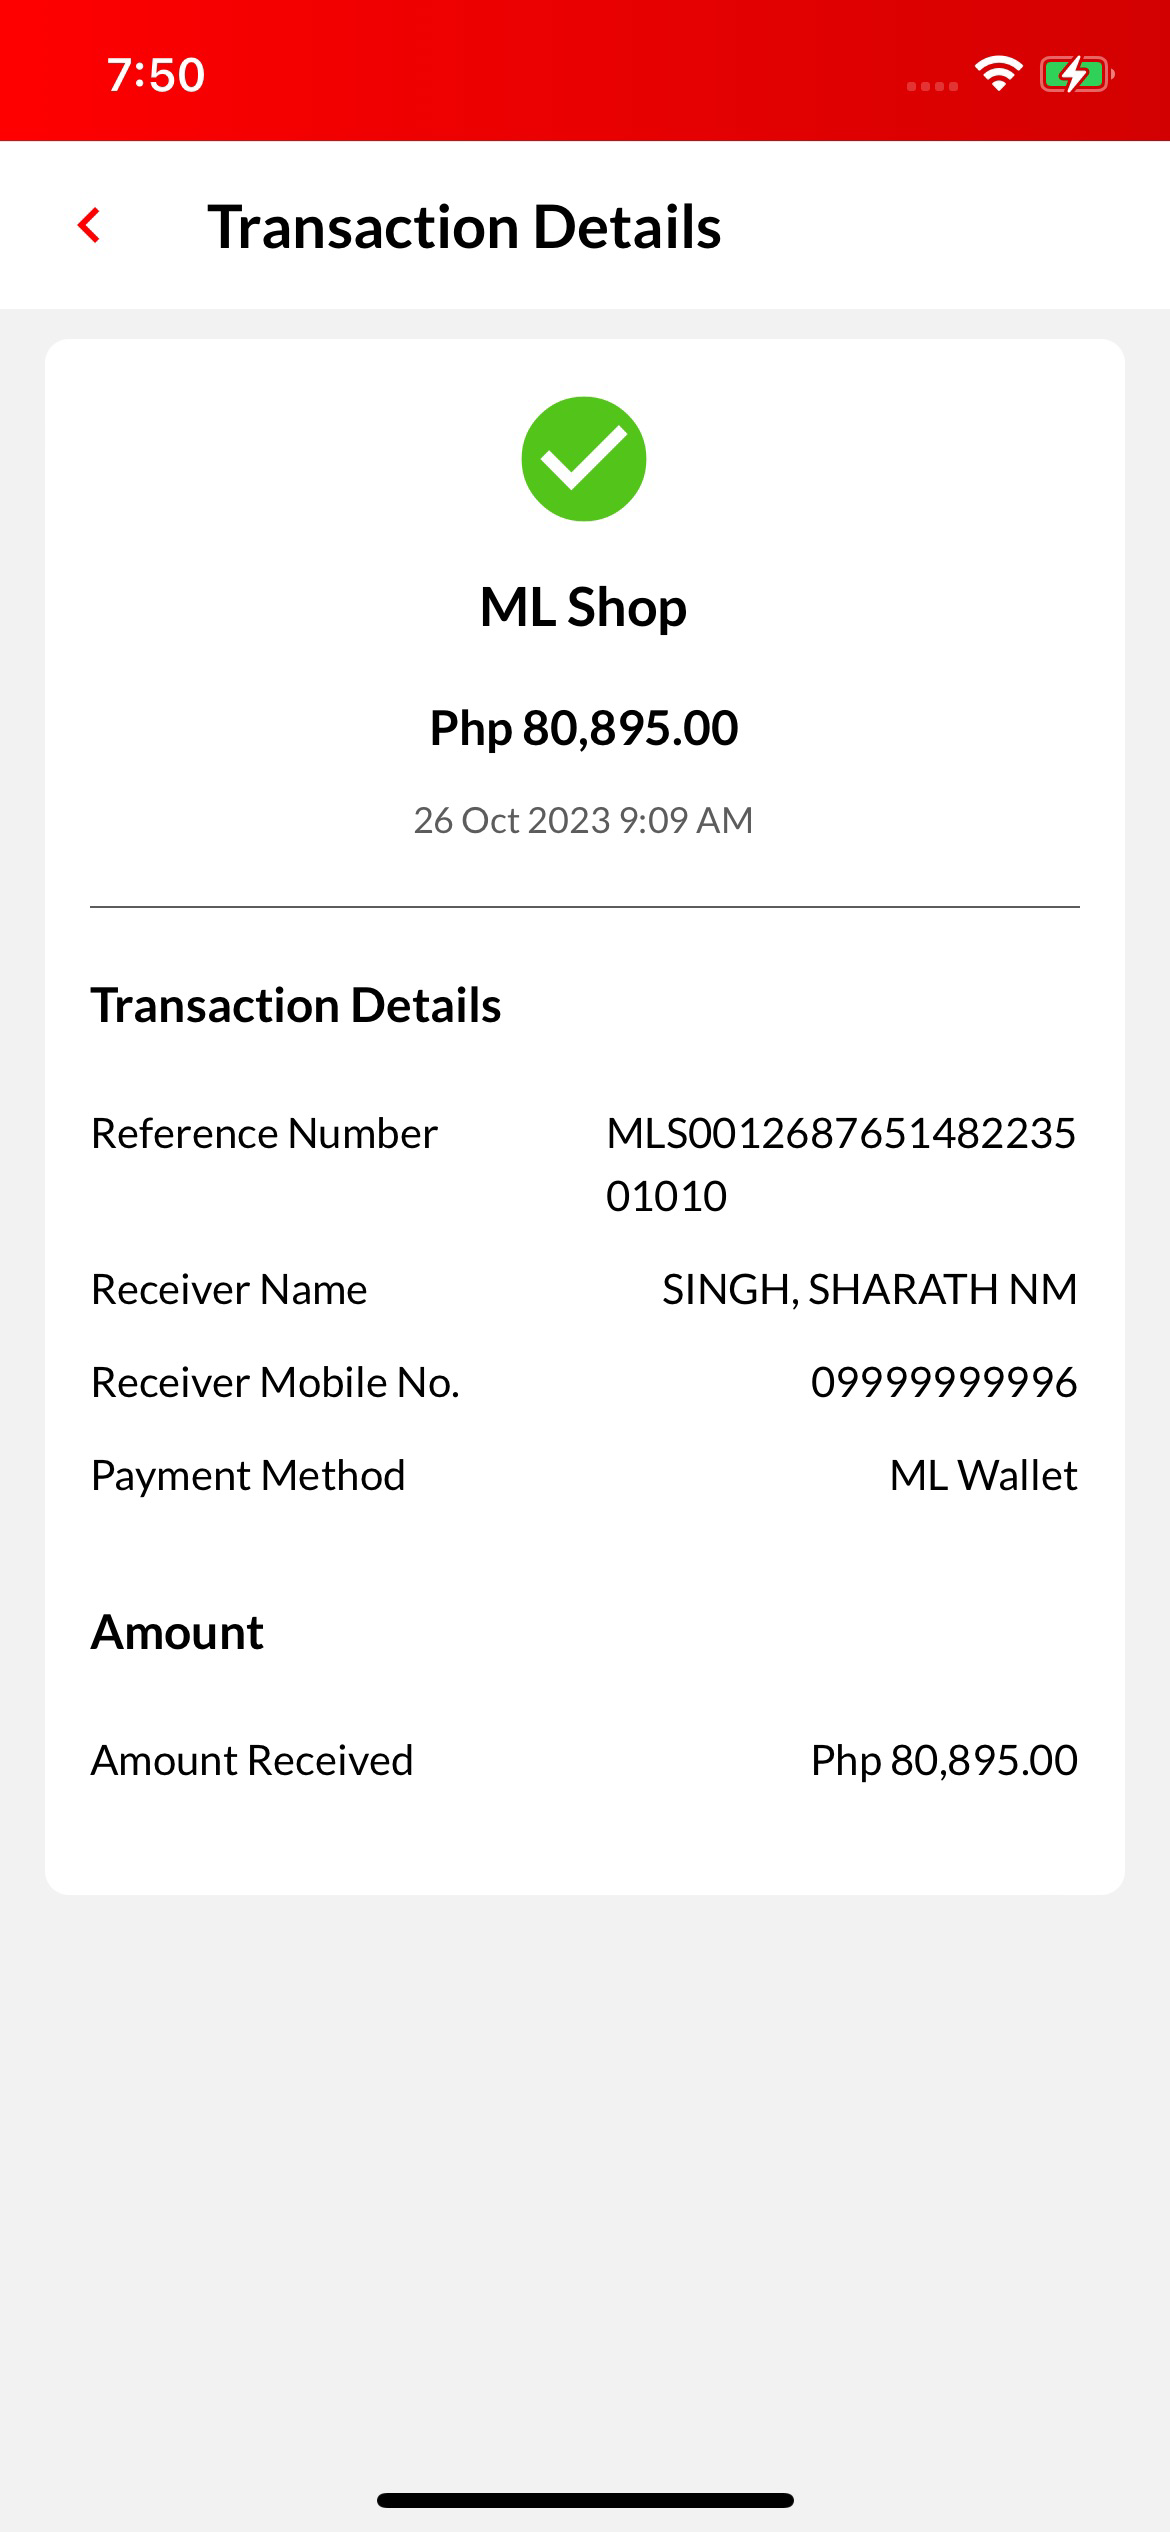 7:50
Transaction Details
ML Shop
Php 80,895.00
26 Oct 2023 9:09 AM
Transaction Details
Reference Number MLS0012687651482235
01010
Receiver Name SINGH, SHARATH NM
Receiver Mobile No. 09999999996
Payment Method ML Wallet
Amount
Amount Received Php 80,895.00